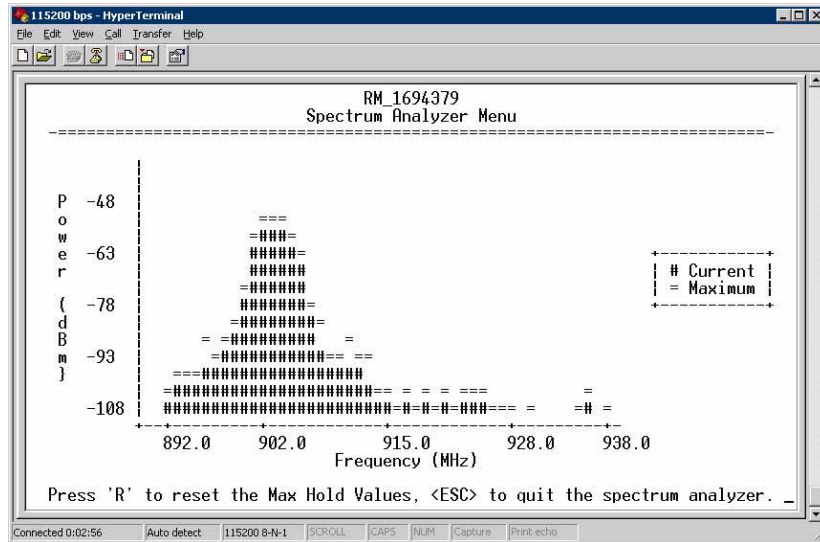 115200 bps - HyperTerminal
File Edit View Call Transfer Help
RM_1694379
Spectrum Analyzer Menu
-==========================================================================-
Power (dBm}
-48
===
=###=
-63 #####=
######
=######
-78 #######=
=########=
= =######### =
-93 =###########== ==
===#################
=#####################== = = = === =
-108 ########################=#=#=#=###=== = =# =
# Current
= Maximum
892.0 902.0 915.0 928.0 938.0
Frequency (MHz)
Press 'R' to reset the Max Hold Values, <ESC> to quit the spectrum analyzer. _
Connected 0:02:56 Auto detect 115200 8-N-1 SCROLL CAPS NUM Capture Print echo